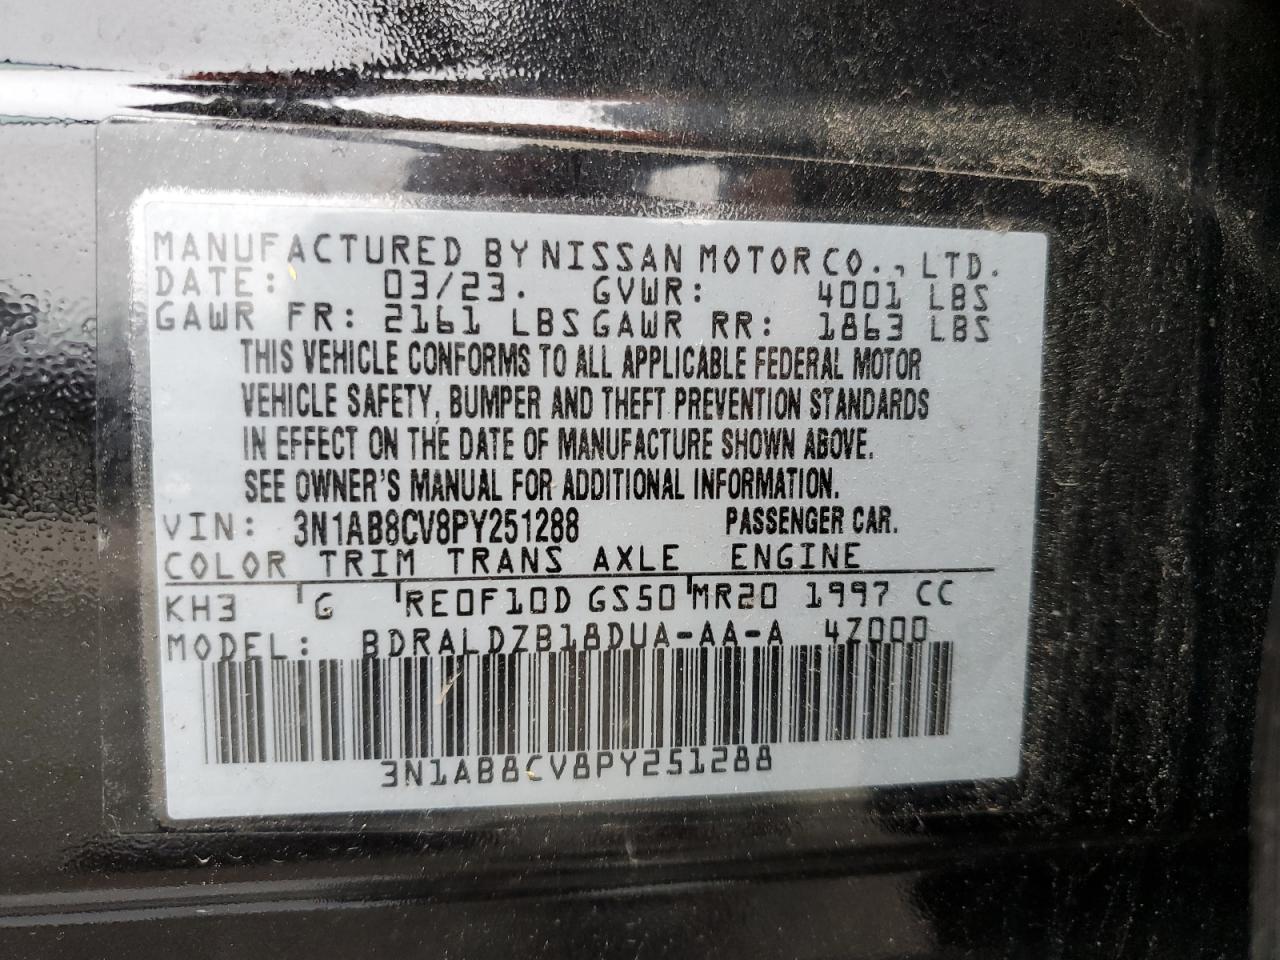 MANUFACTURED BY NISSAN MOTOR CO., LTD.
DATE: 03/23. GVWR: 4001 LBS
GAWR FR: 2161 LBS GAWR RR: 1863 LBS
THIS VEHICLE CONFORMS TO ALL APPLICABLE FEDERAL MOTOR
VEHICLE SAFETY, BUMPER AND THEFT PREVENTION STANDARDS
IN EFFECT ON THE DATE OF MANUFACTURE SHOWN ABOVE.
SEE OWNER'S MANUAL FOR ADDITIONAL INFORMATION.
VIN: 3N1AB8CV8PY251288 PASSENGER CAR.
COLOR TRIM TRANS AXLE ENGINE
KH3 G RE0F10D GS50 MR20 1997 CC
MODEL: BDRALDZB18DUA-AA-A 4Z000
3N1AB8CV8PY251288